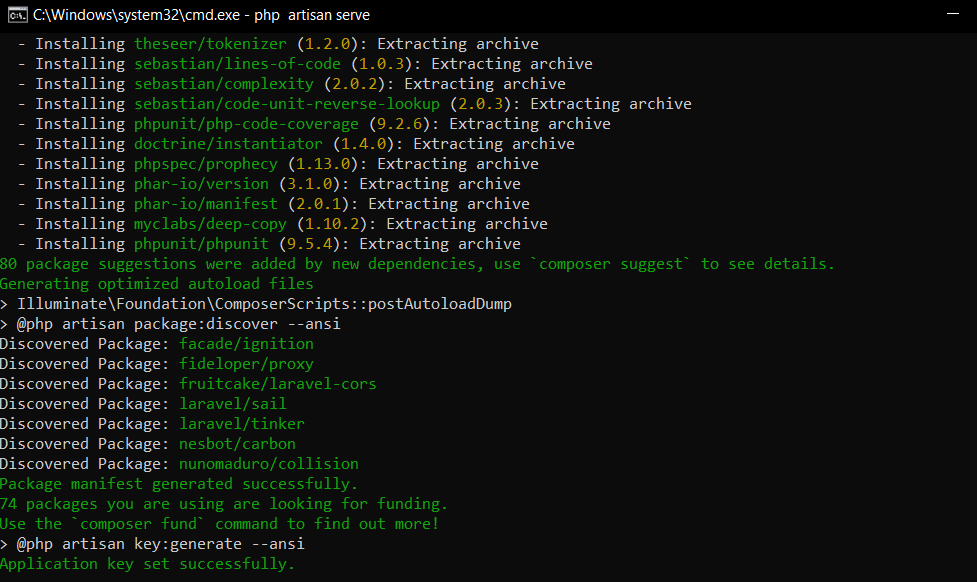 C:\Windows\system32\cmd.exe - php  artisan serve
- Installing theseer/tokenizer (1.2.0): Extracting archive
- Installing sebastian/lines-of-code (1.0.3): Extracting archive
- Installing sebastian/complexity (2.0.2): Extracting archive
- Installing sebastian/code-unit-reverse-lookup (2.0.3): Extracting archive
- Installing phpunit/php-code-coverage (9.2.6): Extracting archive
- Installing doctrine/instantiator (1.4.0): Extracting archive
- Installing phpspec/prophecy (1.13.0): Extracting archive
- Installing phar-io/version (3.1.0): Extracting archive
- Installing phar-io/manifest (2.0.1): Extracting archive
- Installing myclabs/deep-copy (1.10.2): Extracting archive
- Installing phpunit/phpunit (9.5.4): Extracting archive
80 package suggestions were added by new dependencies, use `composer suggest` to see details.
Generating optimized autoload files
> Illuminate\Foundation\ComposerScripts::postAutoloadDump
> @php artisan package:discover --ansi
Discovered Package: facade/ignition
Discovered Package: fideloper/proxy
Discovered Package: fruitcake/laravel-cors
Discovered Package: laravel/sail
Discovered Package: laravel/tinker
Discovered Package: nesbot/carbon
Discovered Package: nunomaduro/collision
Package manifest generated successfully.
74 packages you are using are looking for funding.
Use the `composer fund` command to find out more!
> @php artisan key:generate --ansi
Application key set successfully.